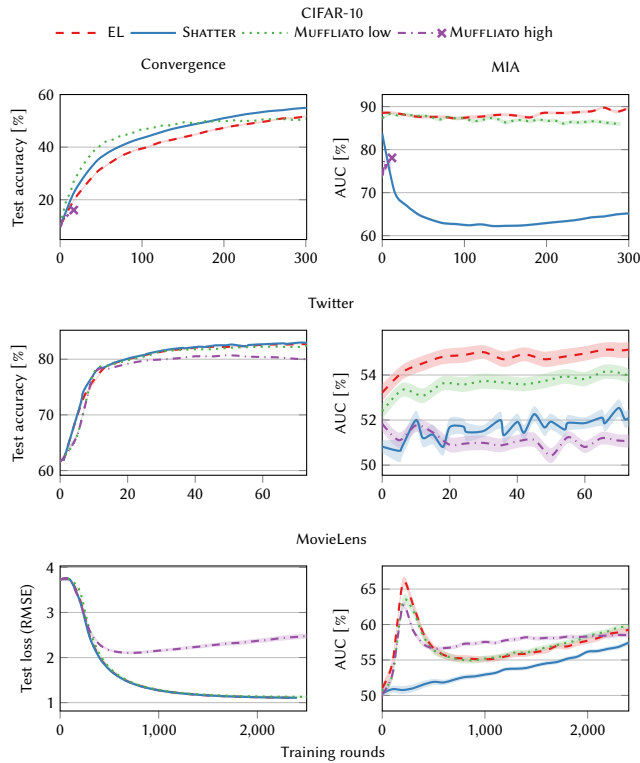 CIFAR-10
EL SHATTER MUFFLIATO low MUFFLIATO high
Convergence
MIA
Test accuracy [%]
60
40
20
0 100 200 300
AUC [%]
90
80
70
60
0 100 200 300
Twitter
Test accuracy [%]
80
70
60
0 20 40 60
AUC [%]
54
52
50
0 20 40 60
MovieLens
Test loss (RMSE)
4
3
2
1
0 1,000 2,000
AUC [%]
65
60
55
50
0 1,000 2,000
Training rounds